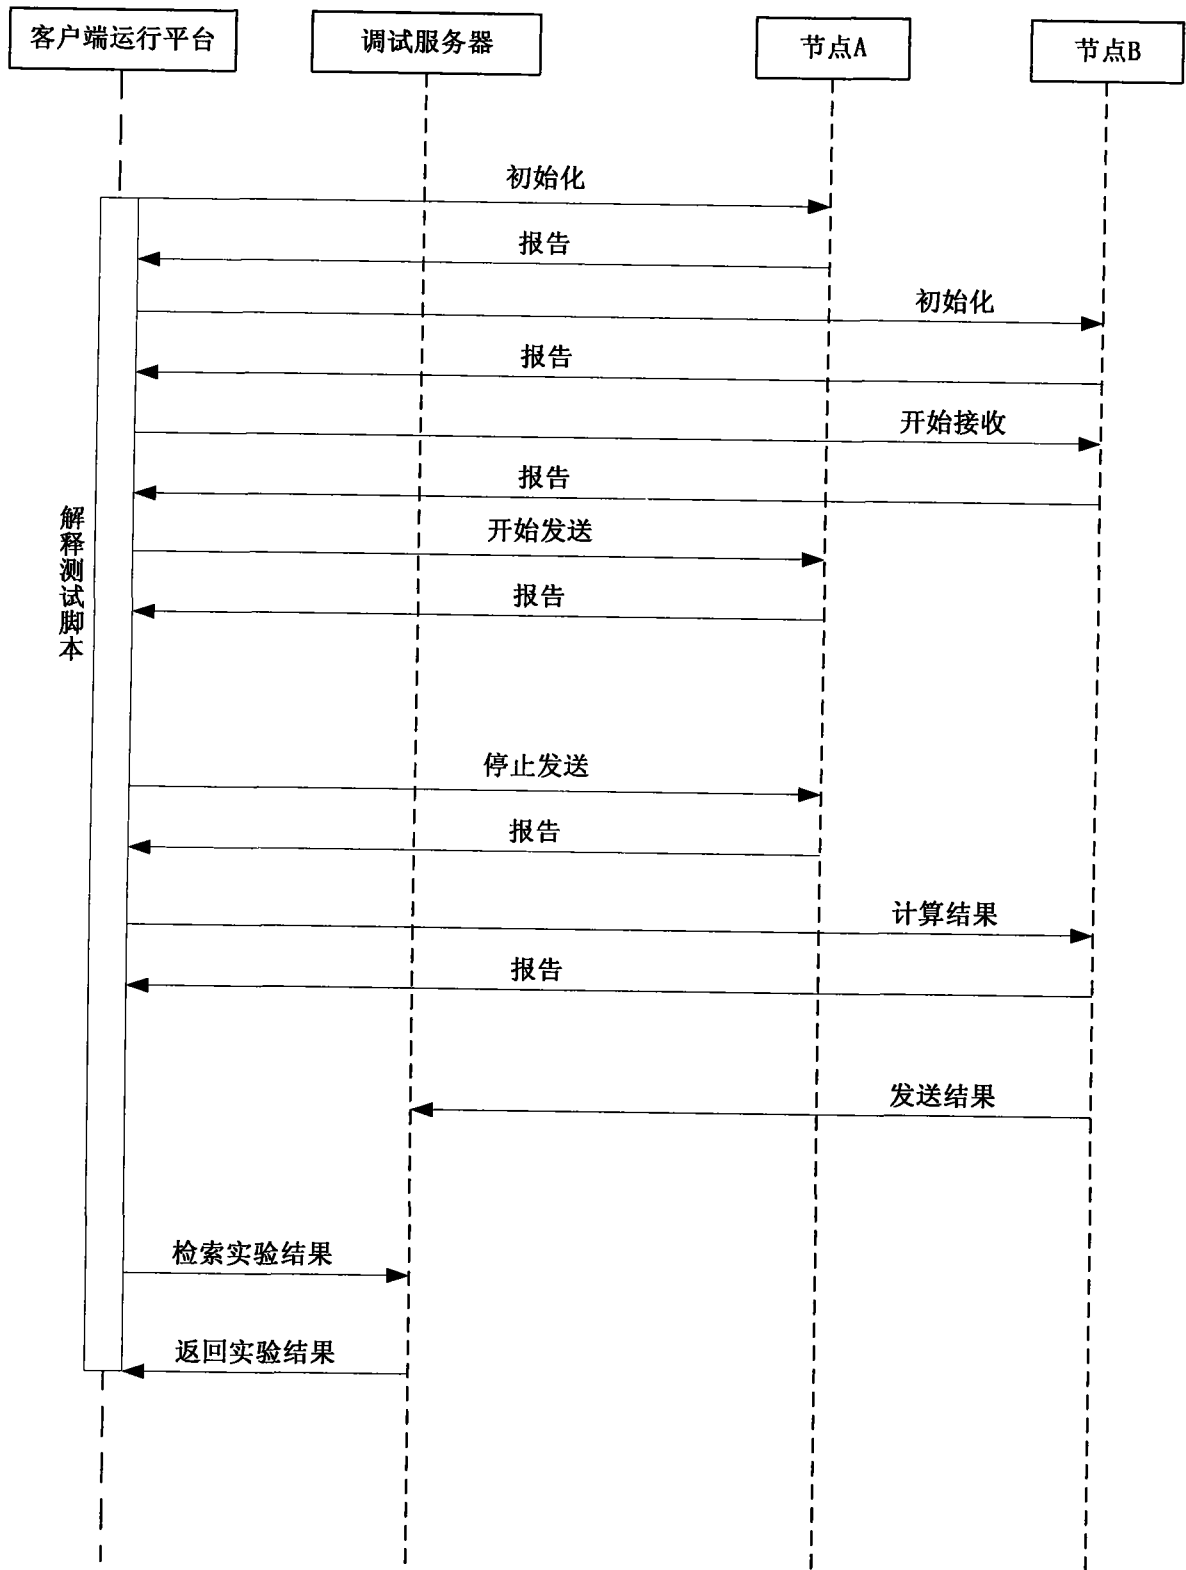 客户端运行平台
调试服务器
节点A
节点B
初始化
报告
初始化
报告
开始接收
报告
解释测试脚本
开始发送
报告
停止发送
报告
计算结果
报告
发送结果
检索实验结果
返回实验结果